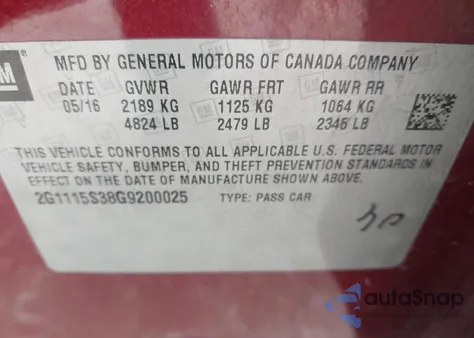 GM
MFD BY GENERAL MOTORS OF CANADA COMPANY
DATE GVWR GAWR FRT GAWR RR
05/16 2189 KG 1125 KG 1064 KG
4824 LB 2479 LB 2345 LB
THIS VEHICLE CONFORMS TO ALL APPLICABLE U.S. FEDERAL MOTOR
VEHICLE SAFETY, BUMPER, AND THEFT PREVENTION STANDARDS IN
EFFECT ON THE DATE OF MANUFACTURE SHOWN ABOVE.
2G1115S38G9200025 TYPE: PASS CAR
autoSnap